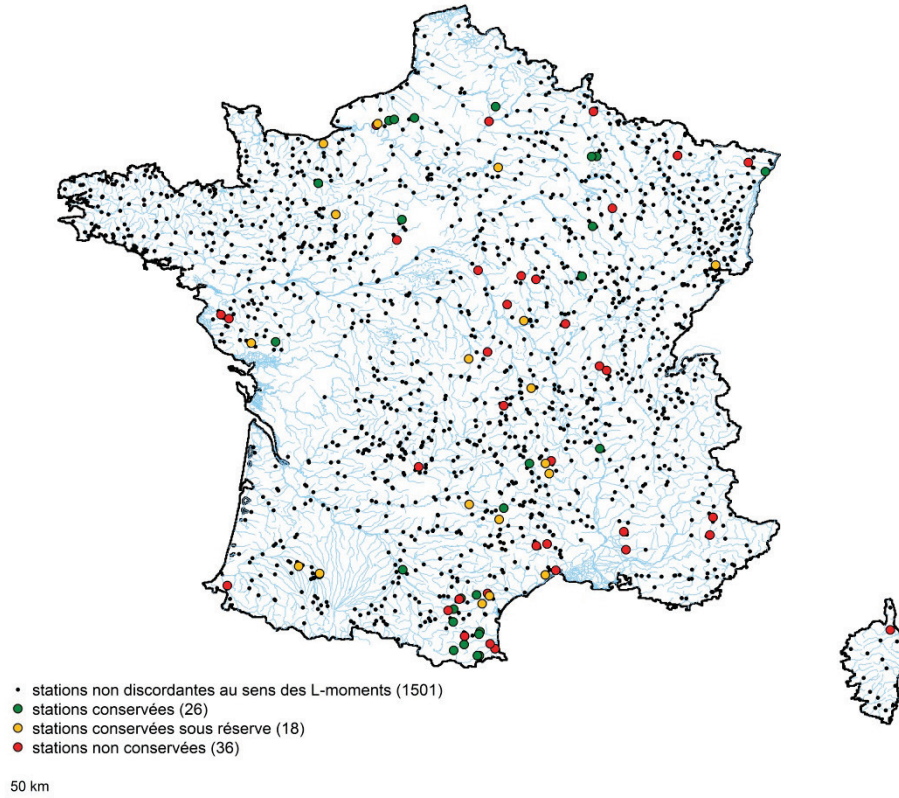 stations non discordantes au sens des L-moments (1501)
stations conservées (26)
stations conservées sous réserve (18)
stations non conservées (36)
50 km